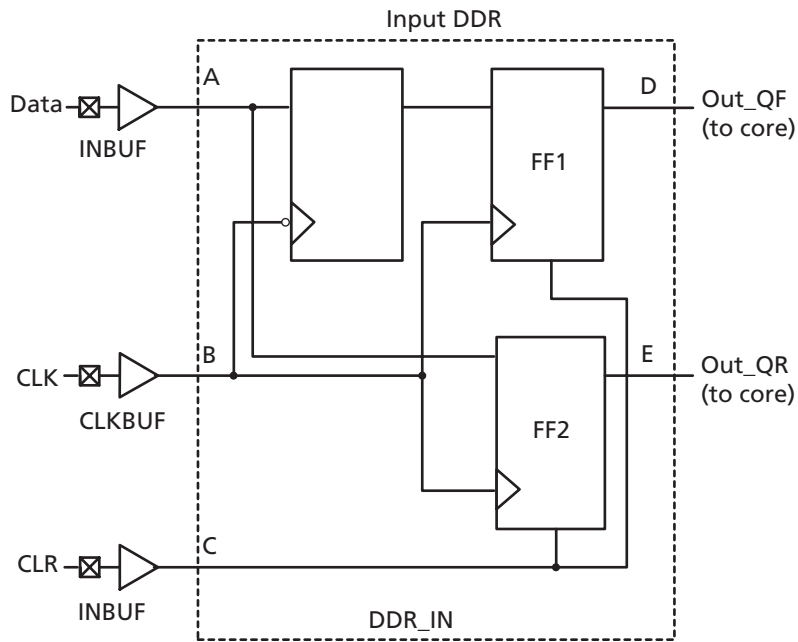 Input DDR
A
Data
INBUF
D
Out_QF
(to core)
FF1
B
CLK
CLKBUF
E
Out_QR
(to core)
FF2
C
CLR
INBUF
DDR_IN